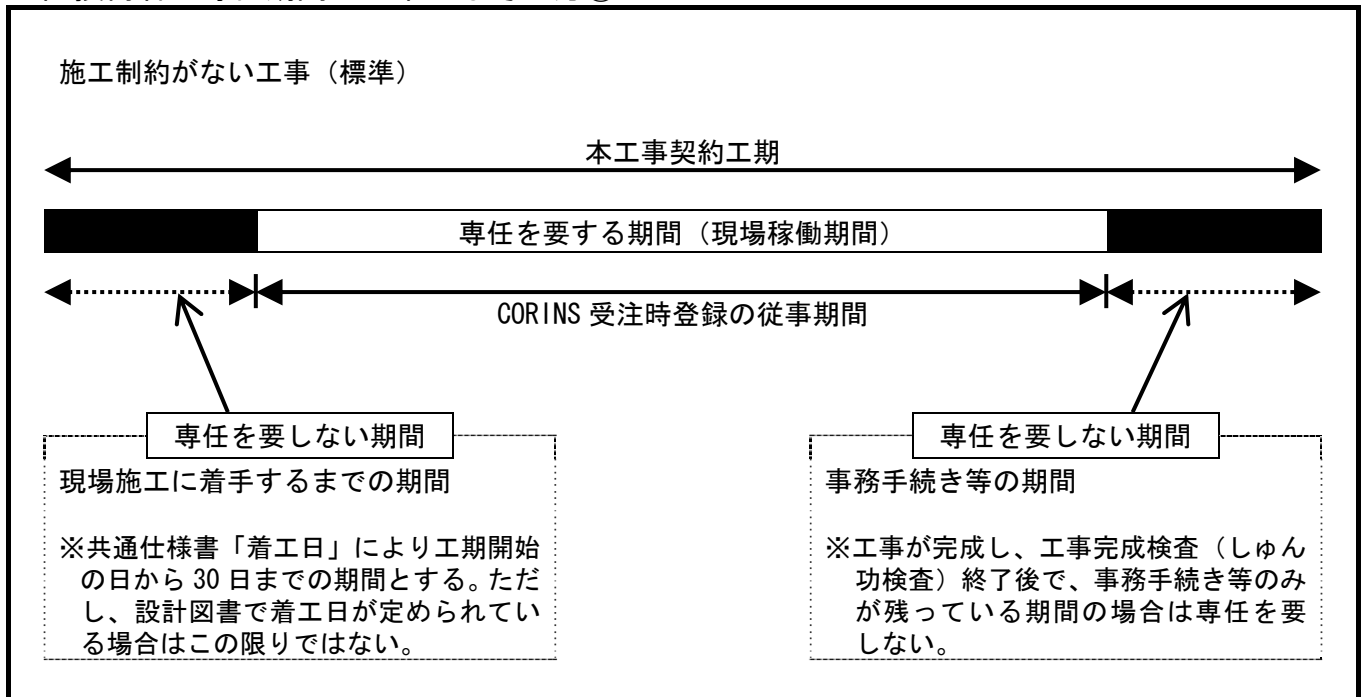 施工制約がない工事（標準）
本工事契約工期
専任を要する期間（現場稼働期間）
CORINS 受注時登録の従事期間
専任を要しない期間
現場施工に着手するまでの期間
※共通仕様書「着工日」により工期開始
の日から 30 日までの期間とする。ただ
し、設計図書で着工日が定められてい
る場合はこの限りではない。
専任を要しない期間
事務手続き等の期間
※工事が完成し、工事完成検査（しゅん
功検査）終了後で、事務手続き等のみ
が残っている期間の場合は専任を要
しない。